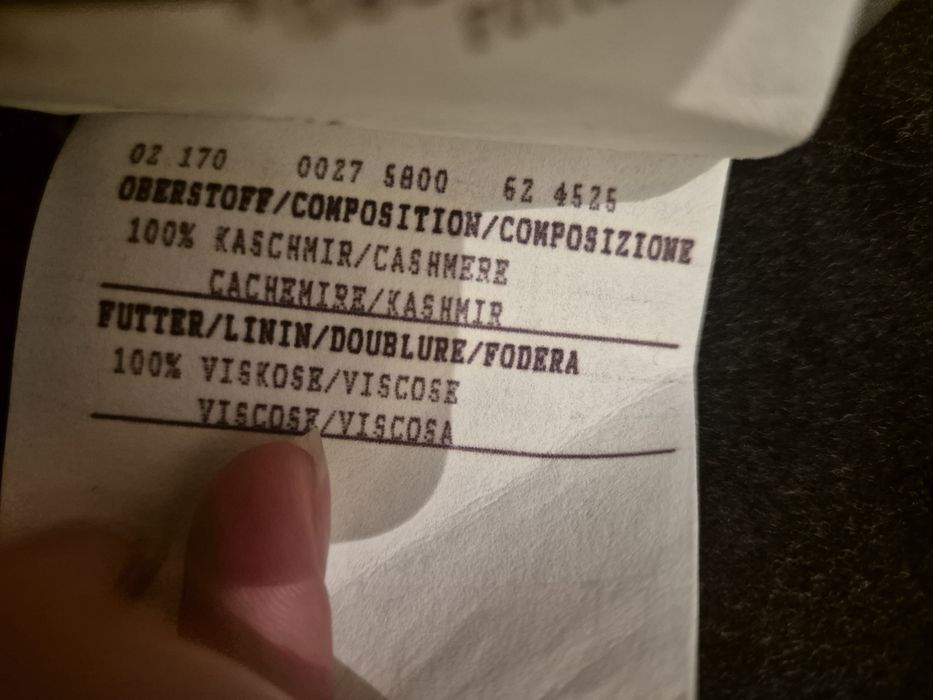 02 170 0027 5800 62 4525
OBERSTOFF/COMPOSITION/COMPOSIZIONE
100% KASCHMIR/CASHMERE
CACHEMIRE/KASHMIR
FUTTER/LININ/DOUBLURE/FODERA
100% VISKOSE/VISCOSE
VISCOSE/VISCOSA